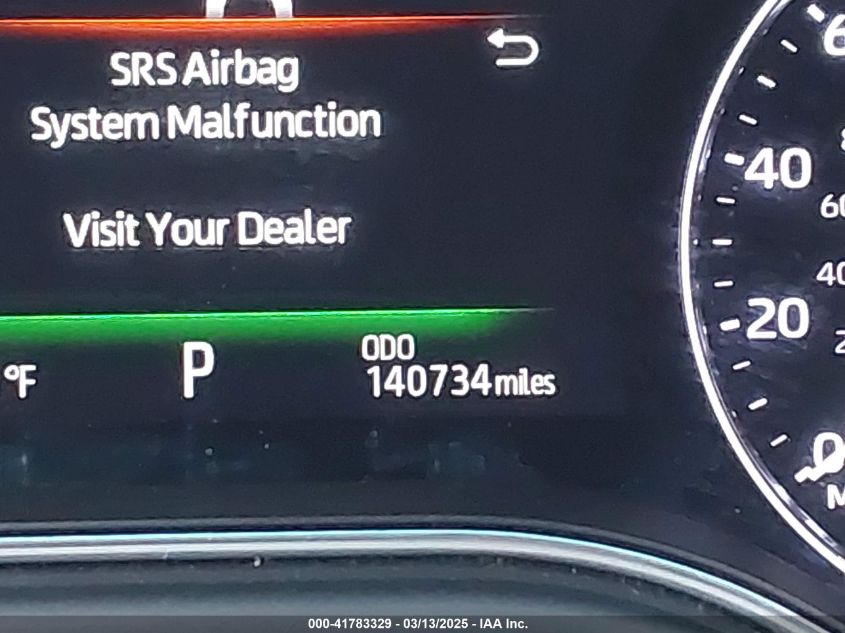 SRS Airbag
System Malfunction
Visit Your Dealer
°F
P
ODO
140734 miles
40
20
0
000-41783329 - 03/13/2025 - IAA Inc.